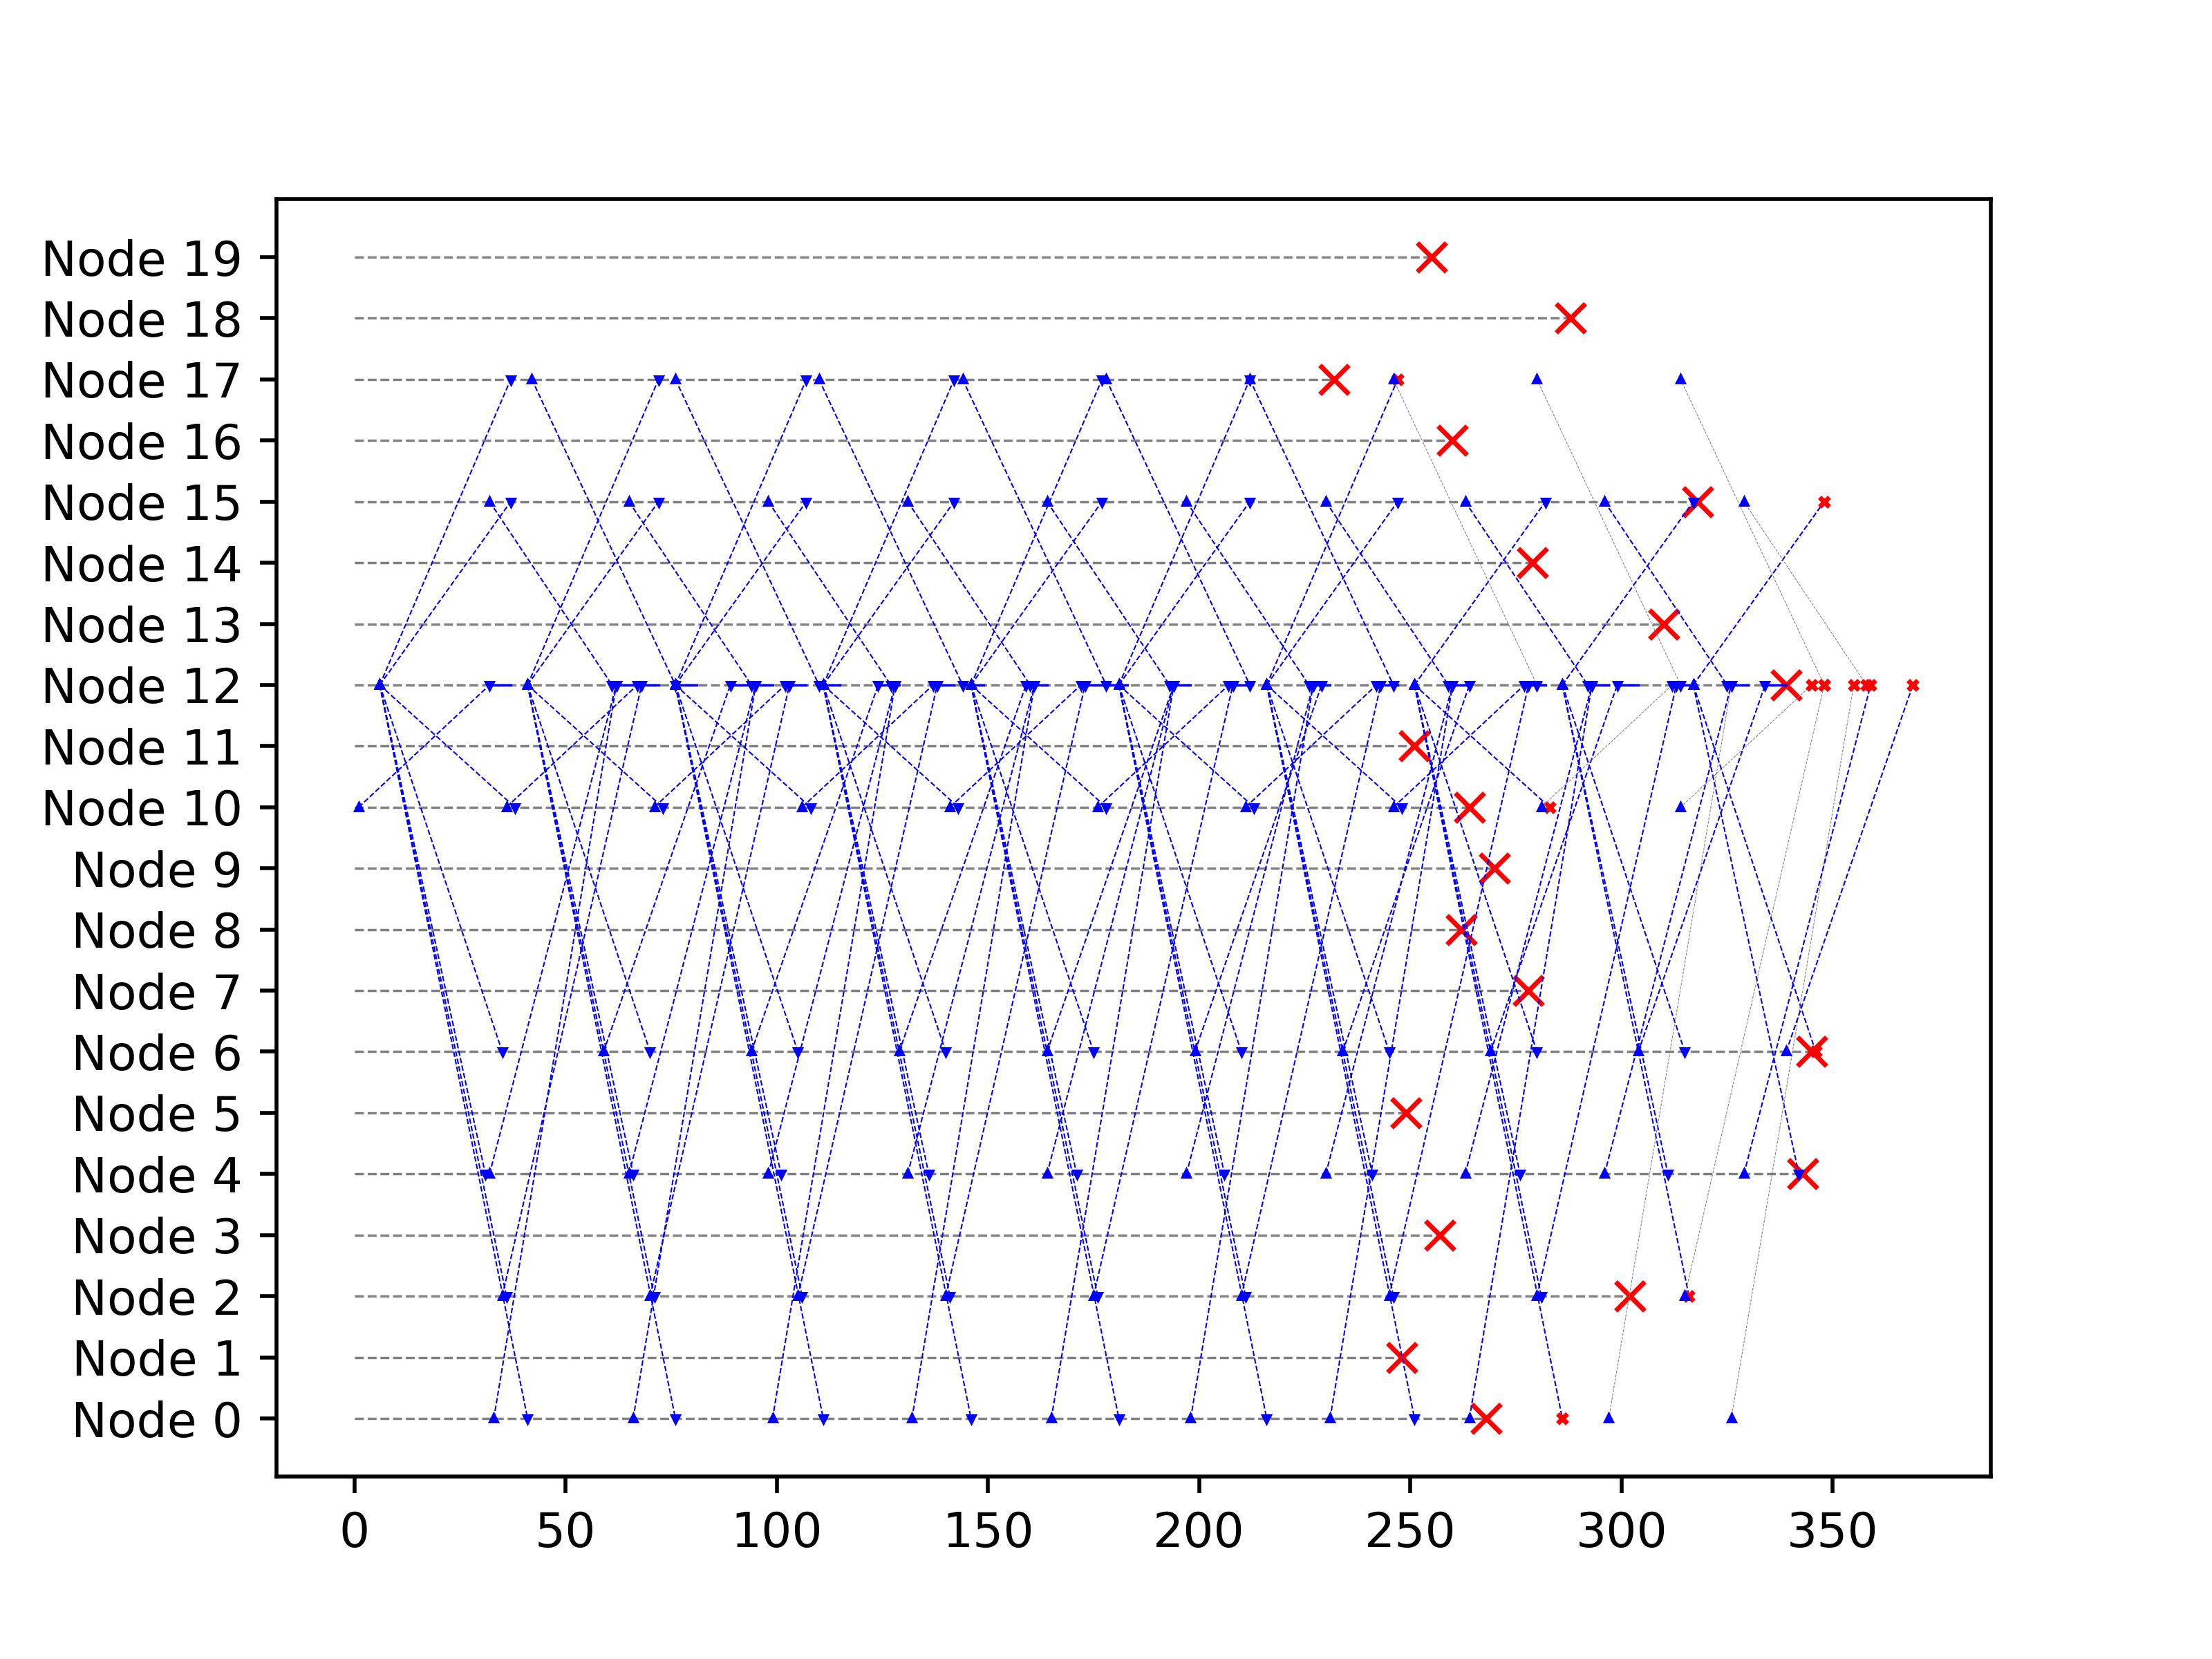 Node 19
Node 18
Node 17
Node 16
Node 15
Node 14
Node 13
Node 12
Node 11
Node 10
Node 9
Node 8
Node 7
Node 6
Node 5
Node 4
Node 3
Node 2
Node 1
Node 0
0 50 100 150 200 250 300 350